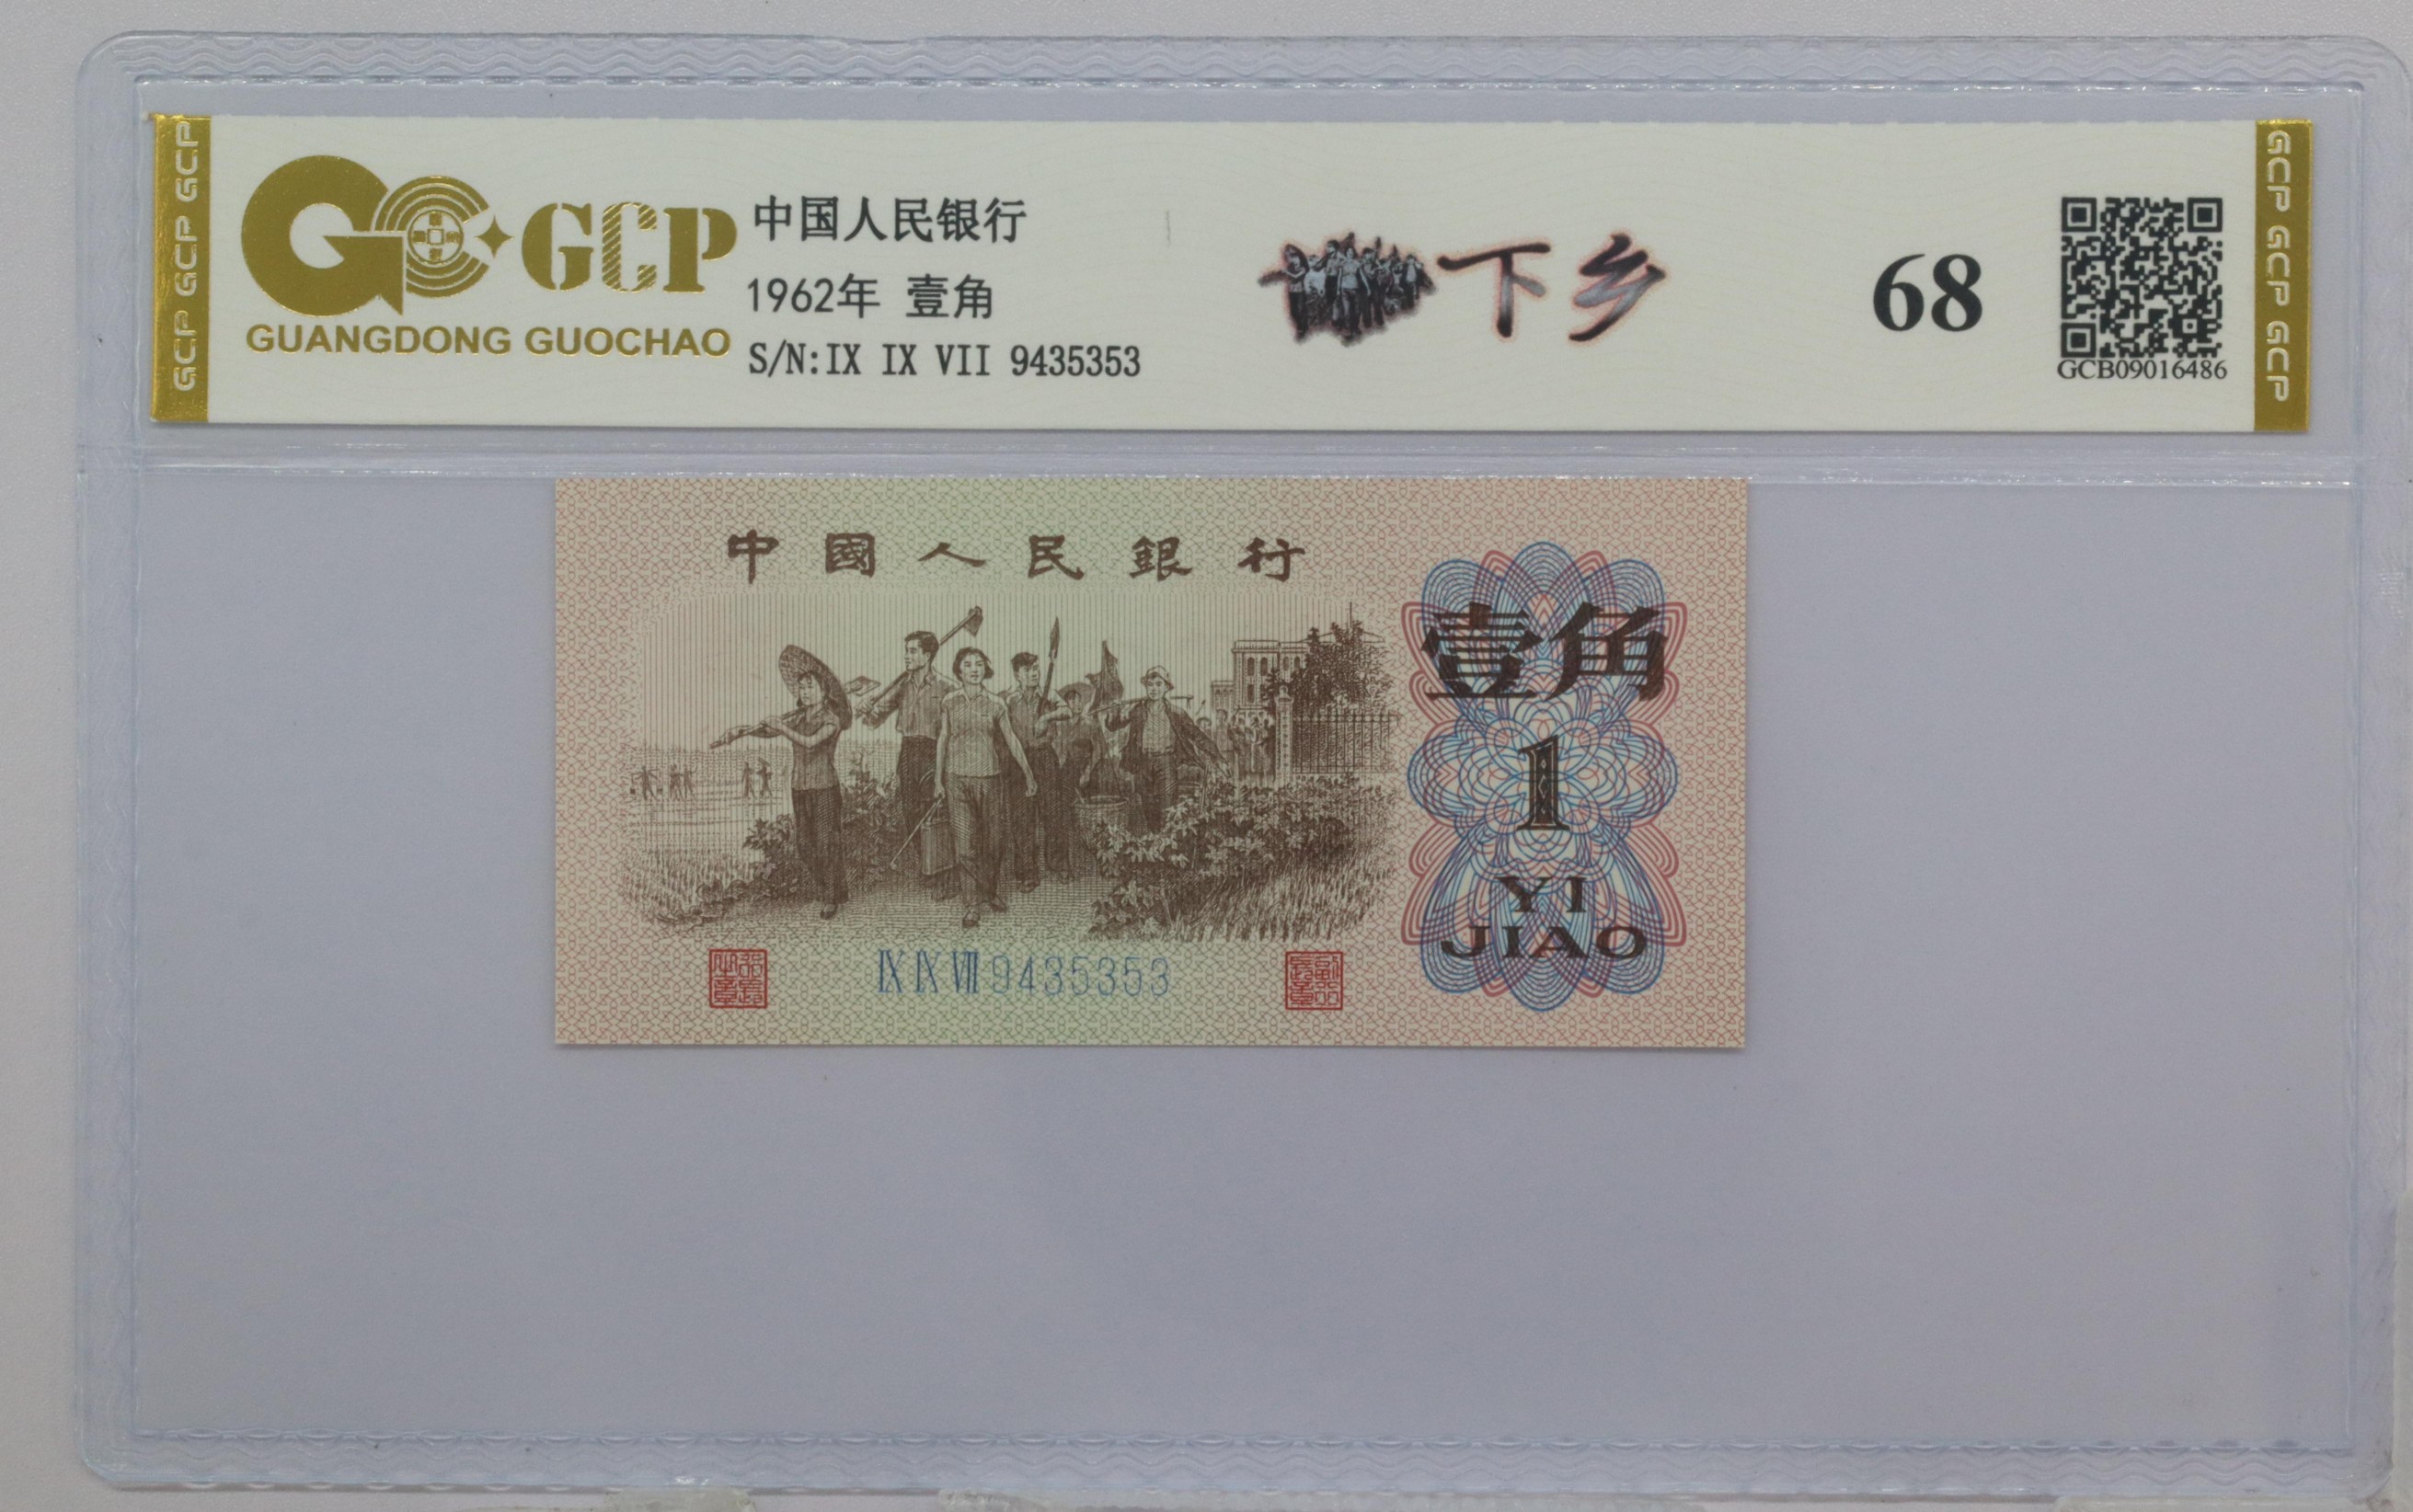 GCP GCP GCP
GCP
GUANGDONG GUOCHAO
中国人民银行
1962年 壹角
S/N:IX IX VII 9435353
下乡
68
GCB09016486
GCP GCP GCP
中國人民銀行
壹角
1
YI
JIAO
IX IX VII 9435353